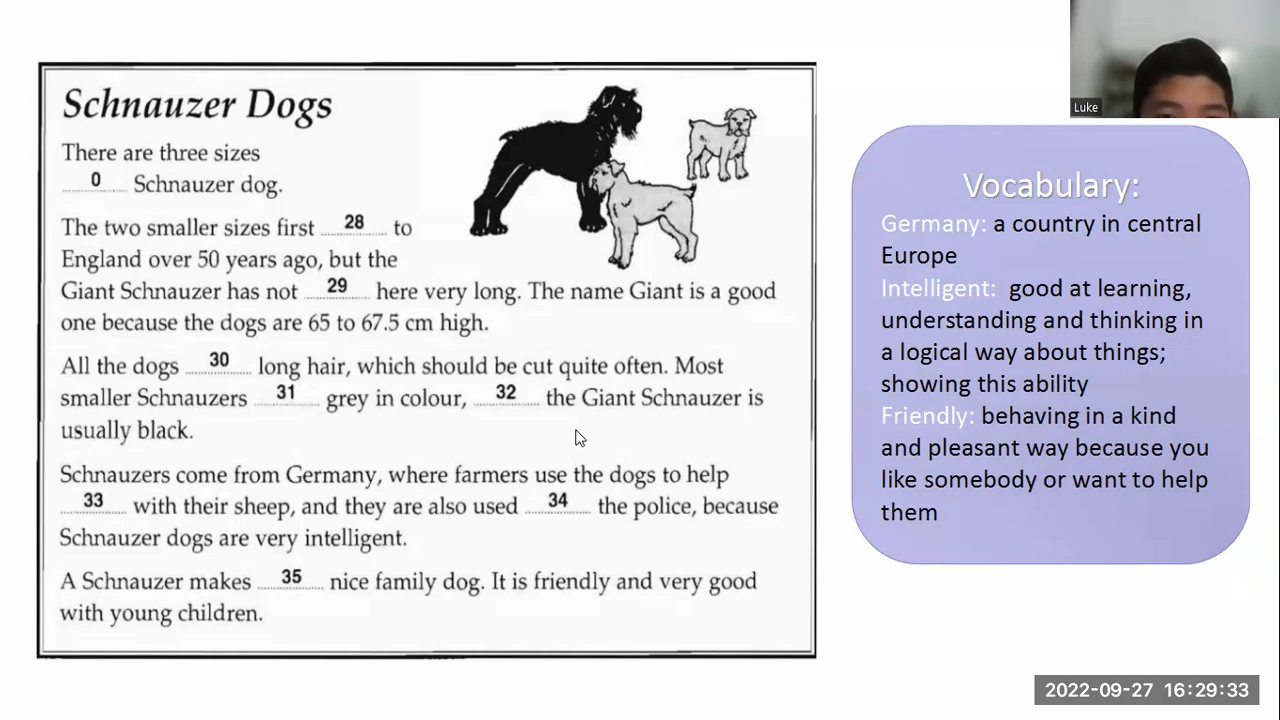 Schnauzer Dogs
There are three sizes
0 Schnauzer dog.
The two smaller sizes first 28 to
England over 50 years ago, but the
Giant Schnauzer has not 29 here very long. The name Giant is a good
one because the dogs are 65 to 67.5 cm high.
All the dogs 30 long hair, which should be cut quite often. Most
smaller Schnauzers 31 grey in colour, 32 the Giant Schnauzer is
usually black.
Schnauzers come from Germany, where farmers use the dogs to help
33 with their sheep, and they are also used 34 the police, because
Schnauzer dogs are very intelligent.
A Schnauzer makes 35 nice family dog. It is friendly and very good
with young children.
Luke
Vocabulary:
Germany: a country in central
Europe
Intelligent: good at learning,
understanding and thinking in
a logical way about things;
showing this ability
Friendly: behaving in a kind
and pleasant way because you
like somebody or want to help
them
2022-09-27 16:29:33